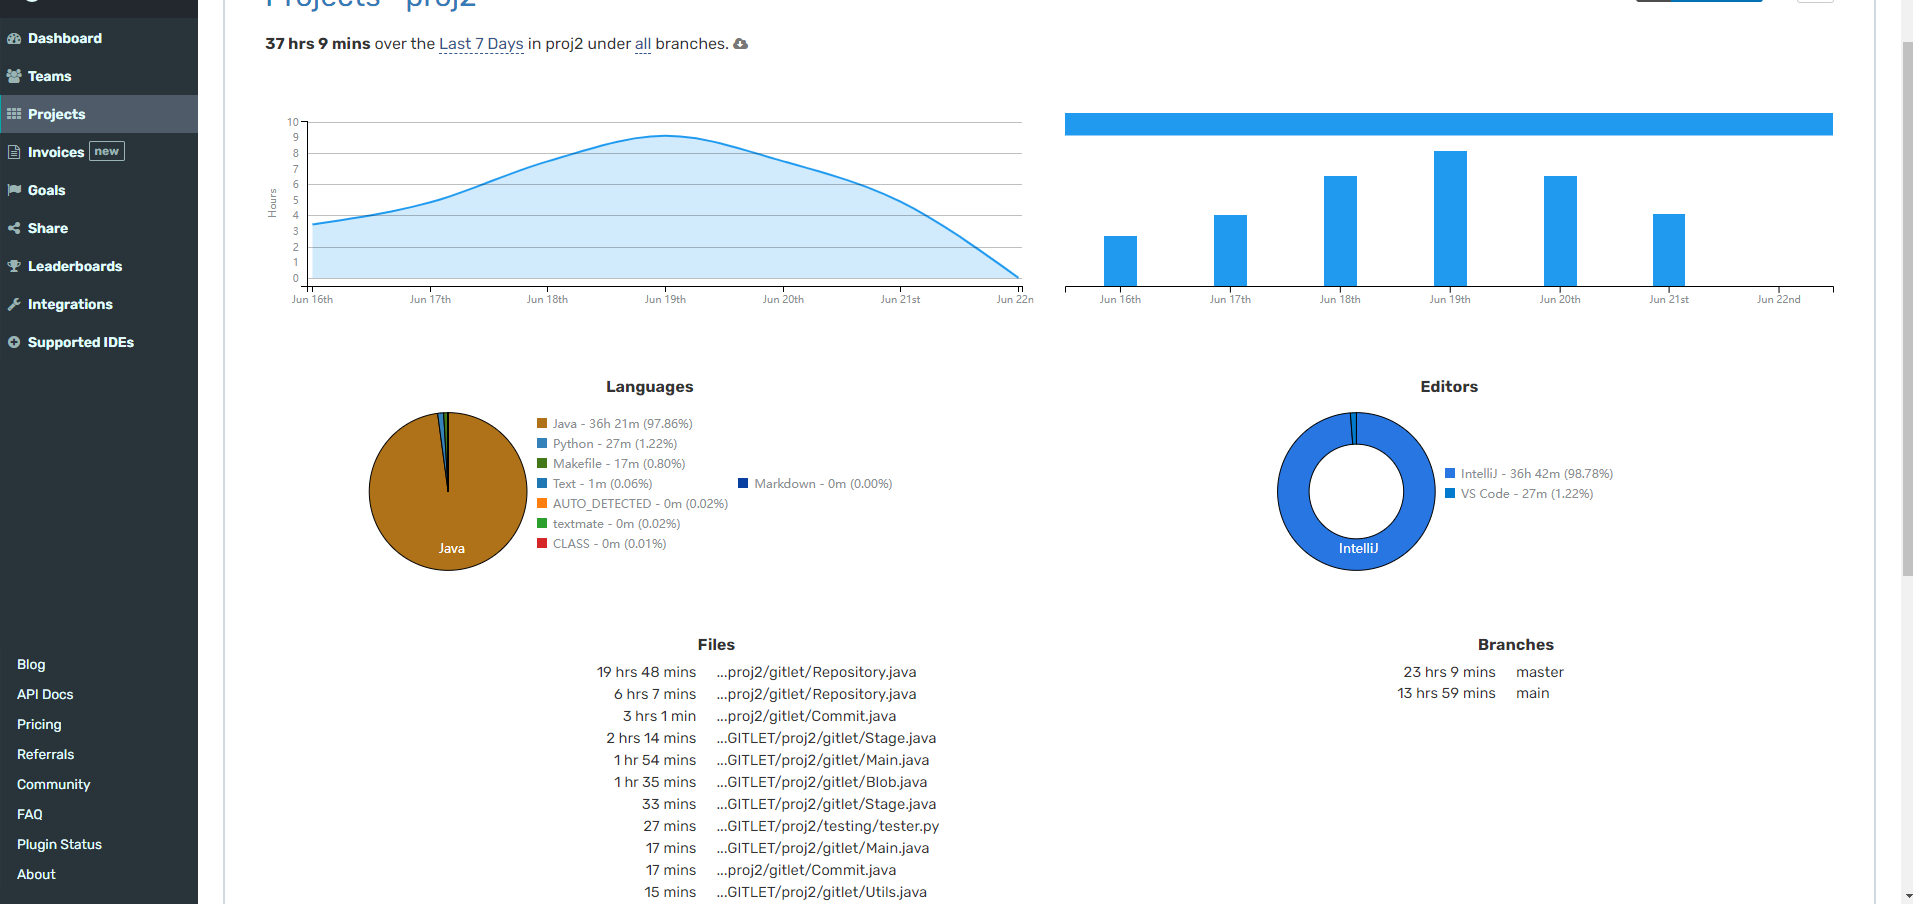 Projects - proj2
Dashboard
Teams
Projects
Invoices new
Goals
Share
Leaderboards
Integrations
Supported IDEs
Blog
API Docs
Pricing
Referrals
Community
FAQ
Plugin Status
About
37 hrs 9 mins over the Last 7 Days in proj2 under all branches.
Hours
10
9
8
7
6
5
4
3
2
1
0
Jun 16th Jun 17th Jun 18th Jun 19th Jun 20th Jun 21st Jun 22n
Jun 16th Jun 17th Jun 18th Jun 19th Jun 20th Jun 21st Jun 22nd
Languages
Java
Java - 36h 21m (97.86%)
Python - 27m (1.22%)
Makefile - 17m (0.80%)
Text - 1m (0.06%)
AUTO_DETECTED - 0m (0.02%)
textmate - 0m (0.02%)
CLASS - 0m (0.01%)
Markdown - 0m (0.00%)
Editors
IntelliJ
IntelliJ - 36h 42m (98.78%)
VS Code - 27m (1.22%)
Files
19 hrs 48 mins ...proj2/gitlet/Repository.java
6 hrs 7 mins ...proj2/gitlet/Repository.java
3 hrs 1 min ...proj2/gitlet/Commit.java
2 hrs 14 mins ...GITLET/proj2/gitlet/Stage.java
1 hr 54 mins ...GITLET/proj2/gitlet/Main.java
1 hr 35 mins ...GITLET/proj2/gitlet/Blob.java
33 mins ...GITLET/proj2/gitlet/Stage.java
27 mins ...GITLET/proj2/testing/tester.py
17 mins ...GITLET/proj2/gitlet/Main.java
17 mins ...proj2/gitlet/Commit.java
15 mins ...GITLET/proj2/gitlet/Utils.java
Branches
23 hrs 9 mins master
13 hrs 59 mins main